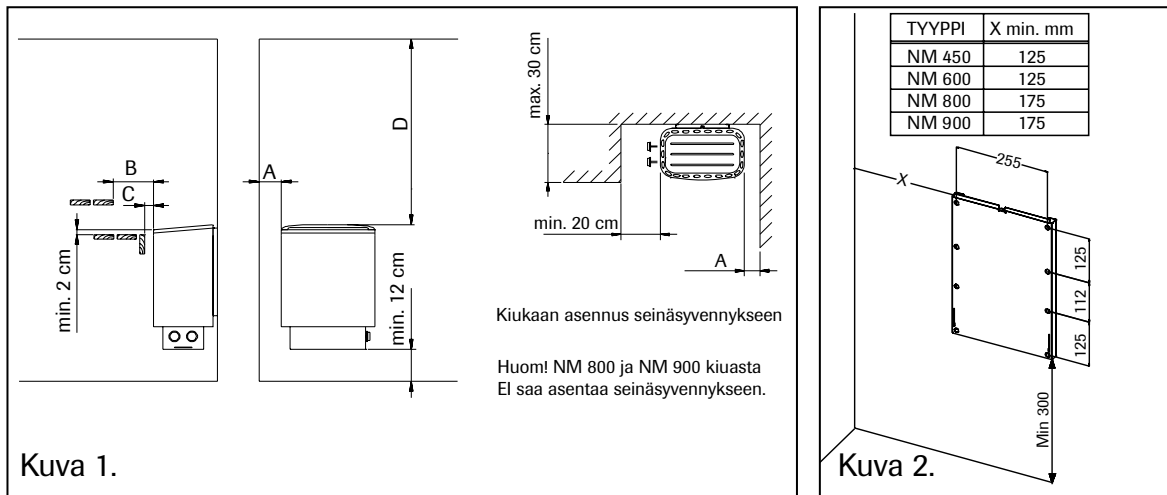 D
B
A
C
min. 2 cm
min. 12 cm
max. 30 cm
min. 20 cm
A
Kiukaan asennus seinäsyvennykseen
Huom! NM 800 ja NM 900 kiuasta
EI saa asentaa seinäsyvennykseen.
Kuva 1.
TYYPPI X min. mm
NM 450 125
NM 600 125
NM 800 175
NM 900 175
255
X
125
112
125
Min 300
Kuva 2.